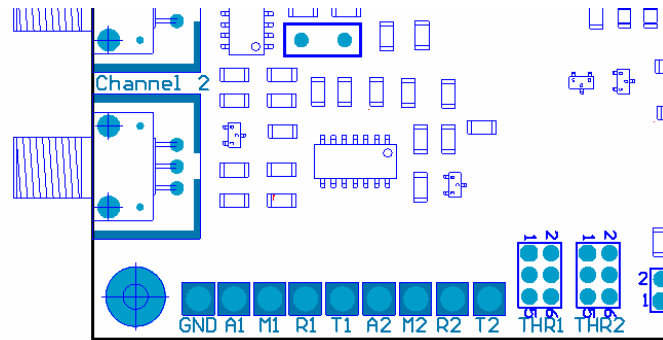 Channel 2
1 2 1 2
2
1
5 6 5 6
GND A1 M1 R1 T1 A2 M2 R2 T2 THR1 THR2